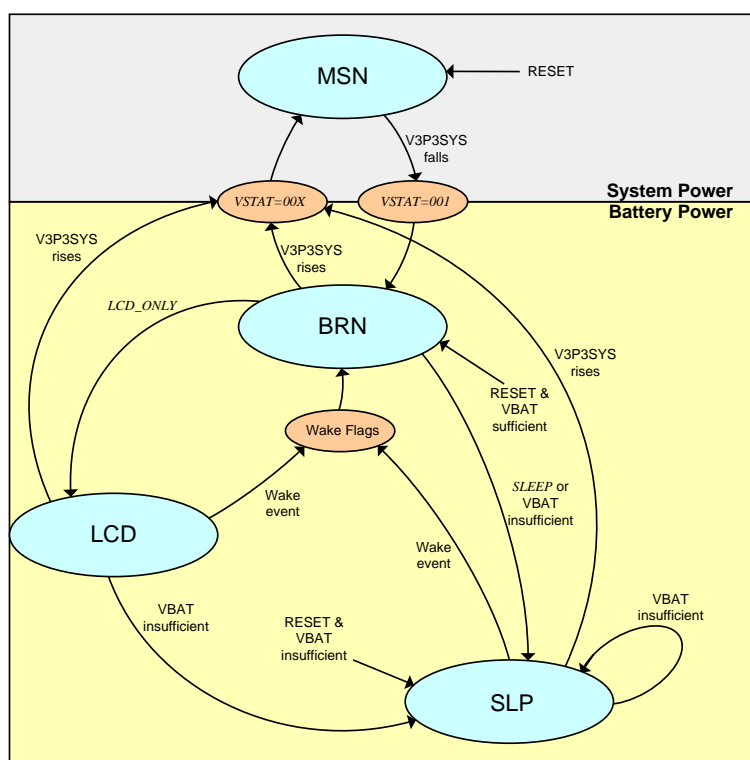 MSN
RESET
V3P3SYS
falls
VSTAT=00X
VSTAT=001
System Power
Battery Power
V3P3SYS
rises
V3P3SYS
rises
LCD_ONLY
BRN
V3P3SYS
rises
RESET &
VBAT
sufficient
Wake Flags
SLEEP or
VBAT
insufficient
Wake
event
LCD
Wake
event
VBAT
insufficient
RESET &
VBAT
insufficient
VBAT
insufficient
SLP